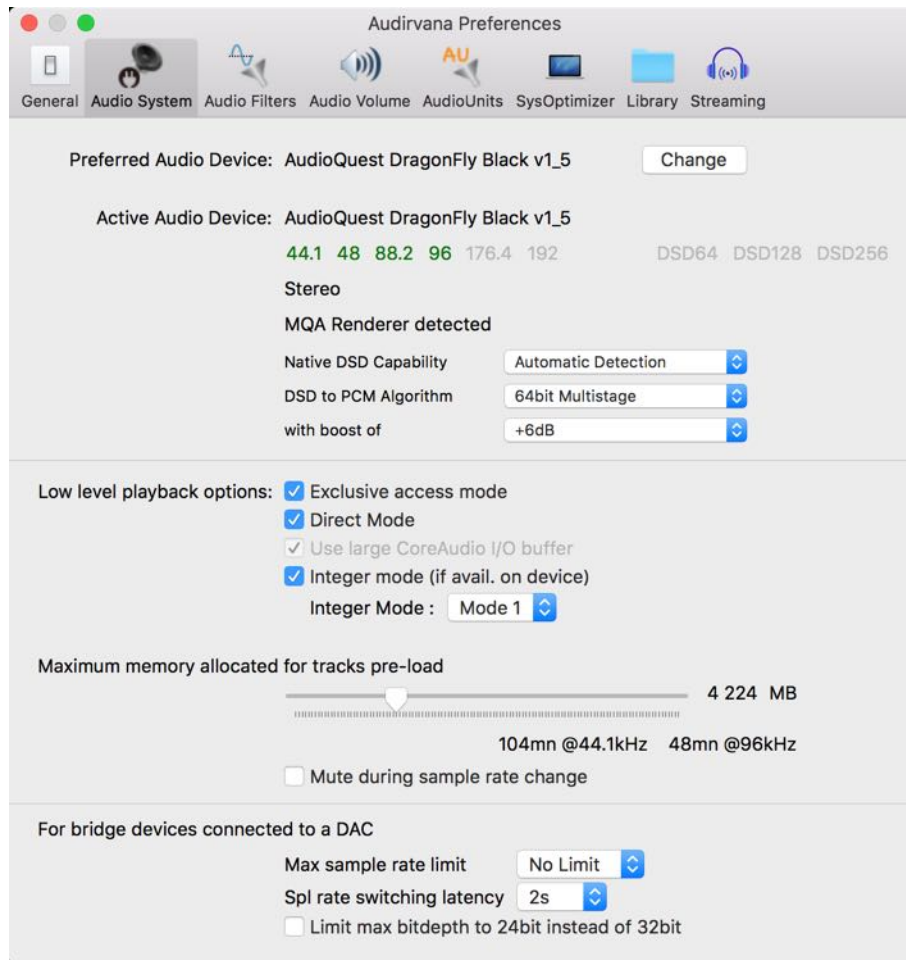 Audirvana Preferences
AU
General Audio System Audio Filters Audio Volume AudioUnits SysOptimizer Library Streaming
Preferred Audio Device: AudioQuest DragonFly Black v1_5 Change
Active Audio Device: AudioQuest DragonFly Black v1_5
44.1 48 88.2 96 176.4 192 DSD64 DSD128 DSD256
Stereo
MQA Renderer detected
Native DSD Capability Automatic Detection
DSD to PCM Algorithm 64bit Multistage
with boost of +6dB
Low level playback options: Exclusive access mode
Direct Mode
Use large CoreAudio I/O buffer
Integer mode (if avail. on device)
Integer Mode : Mode 1
Maximum memory allocated for tracks pre-load
4 224 MB
104mn @44.1kHz 48mn @96kHz
Mute during sample rate change
For bridge devices connected to a DAC
Max sample rate limit No Limit
Spl rate switching latency 2s
Limit max bitdepth to 24bit instead of 32bit